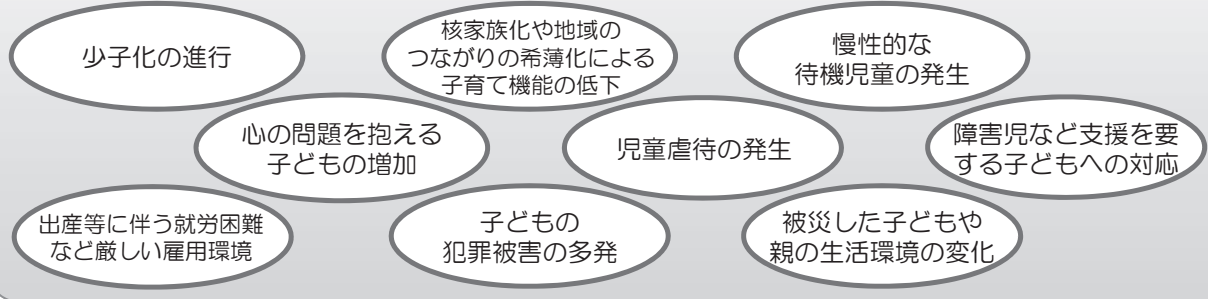 少子化の進行
核家族化や地域の
つながりの希薄化による
子育て機能の低下
慢性的な
待機児童の発生
心の問題を抱える
子どもの増加
児童虐待の発生
障害児など支援を要
する子どもへの対応
出産等に伴う就労困難
など厳しい雇用環境
子どもの
犯罪被害の多発
被災した子どもや
親の生活環境の変化